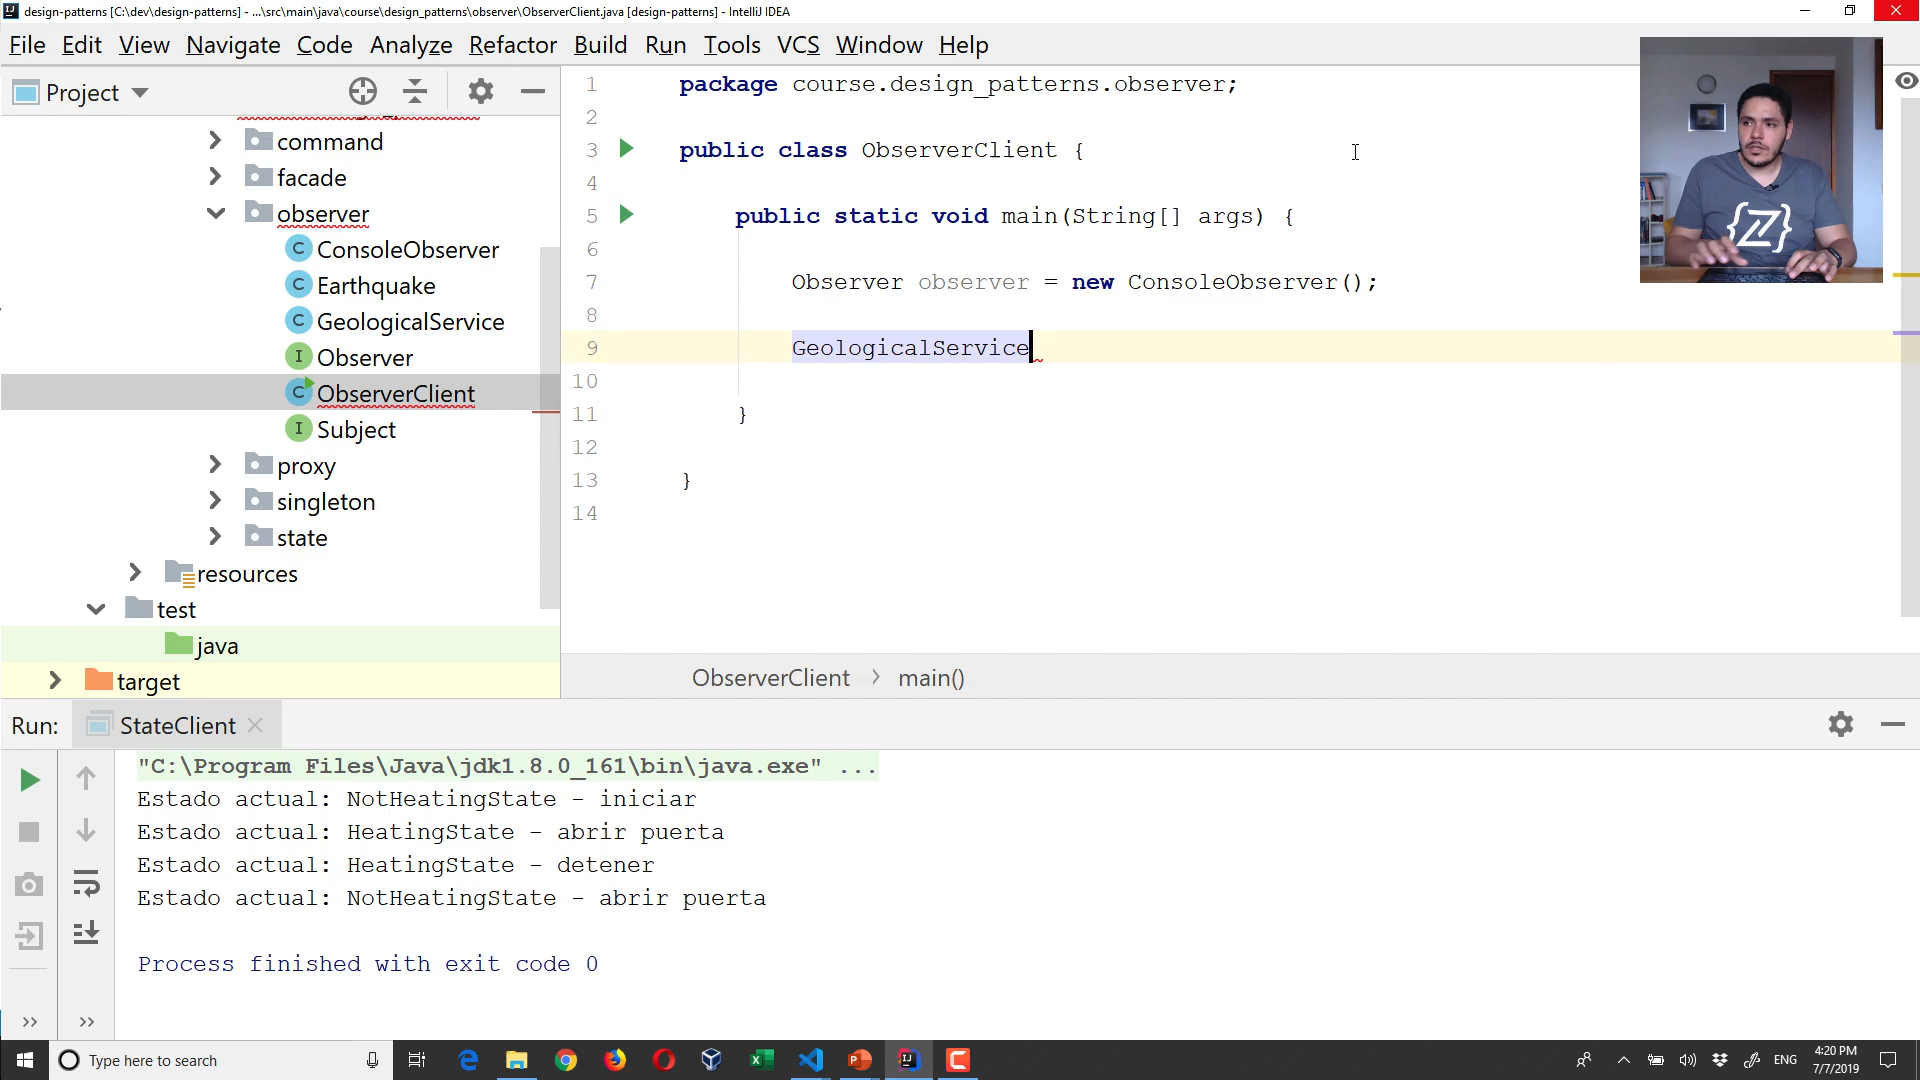 design-patterns [C:\dev\design-patterns] - ...\src\main\java\course\design_patterns\observer\ObserverClient.java [design-patterns] - IntelliJ IDEA
File Edit View Navigate Code Analyze Refactor Build Run Tools VCS Window Help
Project
command
facade
observer
ConsoleObserver
Earthquake
GeologicalService
Observer
ObserverClient
Subject
proxy
singleton
state
resources
test
java
target
1 package course.design_patterns.observer;
2
3 public class ObserverClient {
4
5 public static void main(String[] args) {
6
7 Observer observer = new ConsoleObserver();
8
9 GeologicalService
10
11 }
12
13 }
14
ObserverClient > main()
Run: StateClient
"C:\Program Files\Java\jdk1.8.0_161\bin\java.exe" ...
Estado actual: NotHeatingState - iniciar
Estado actual: HeatingState - abrir puerta
Estado actual: HeatingState - detener
Estado actual: NotHeatingState - abrir puerta
Process finished with exit code 0
Type here to search
ENG
4:20 PM
7/7/2019